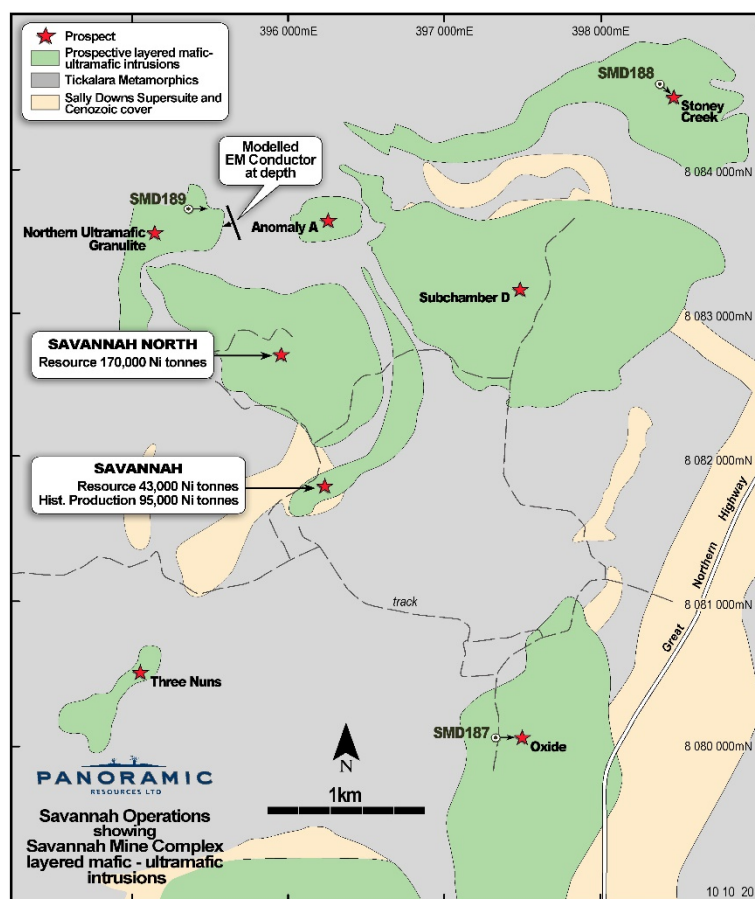 396 000mE
397 000mE
398 000mE
Prospect
Prospective layered mafic-
ultramafic intrusions
Tickalara Metamorphics
Sally Downs Supersuite and
Cenozoic cover
SMD188
Stoney
Creek
Modelled
EM Conductor
at depth
8 084 000mN
SMD189
Northern Ultramafic
Granulite
Anomaly A
Subchamber D
8 083 000mN
SAVANNAH NORTH
Resource 170,000 Ni tonnes
8 082 000mN
SAVANNAH
Resource 43,000 Ni tonnes
Hist. Production 95,000 Ni tonnes
Great Northern Highway
track
8 081 000mN
Three Nuns
SMD187
Oxide
8 080 000mN
PANORAMIC
RESOURCES LTD
N
1km
Savannah Operations
showing
Savannah Mine Complex
layered mafic - ultramafic
intrusions
10 10 20